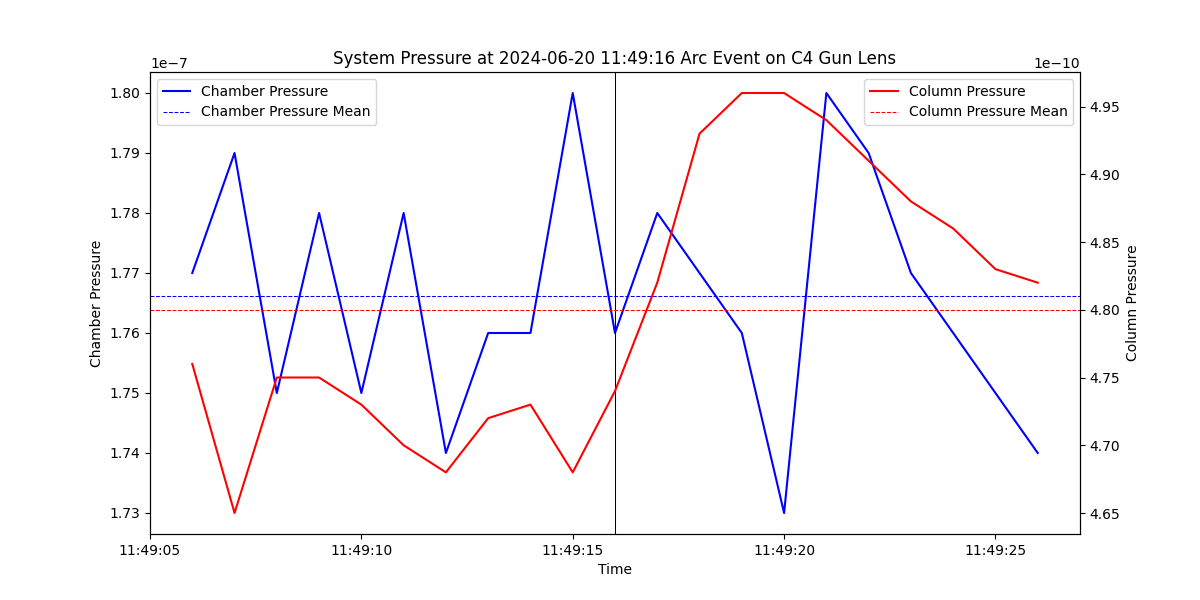 System Pressure at 2024-06-20 11:49:16 Arc Event on C4 Gun Lens
1e−7
1e−10
Chamber Pressure
Chamber Pressure Mean
Column Pressure
Column Pressure Mean
1.80
1.79
1.78
1.77
1.76
1.75
1.74
1.73
Chamber Pressure
4.95
4.90
4.85
4.80
4.75
4.70
4.65
Column Pressure
11:49:05 11:49:10 11:49:15 11:49:20 11:49:25
Time